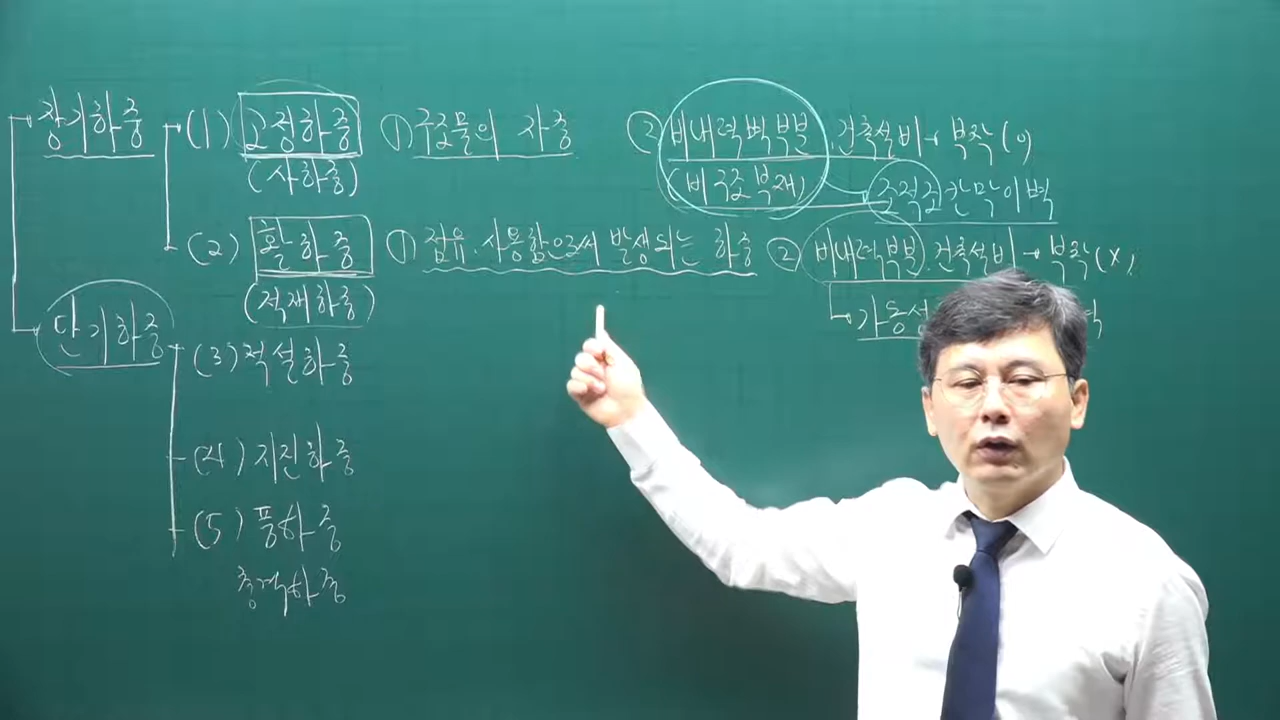 장기하중 (1) 고정하중 ① 구조물의 자중 ② 비내력벽 부분, 건축설비→ 부착(o)
(사하중) (비구조부재) 조적조칸막이벽
(2) 활하중 ① 점유.사용함으로써 발생되는 하중 ② 비내력부분.건축설비→ 부착(x)
(적재하중) 가동성 벽
단기하중 (3) 적설하중
(4) 지진하중
(5) 풍하중
충격하중